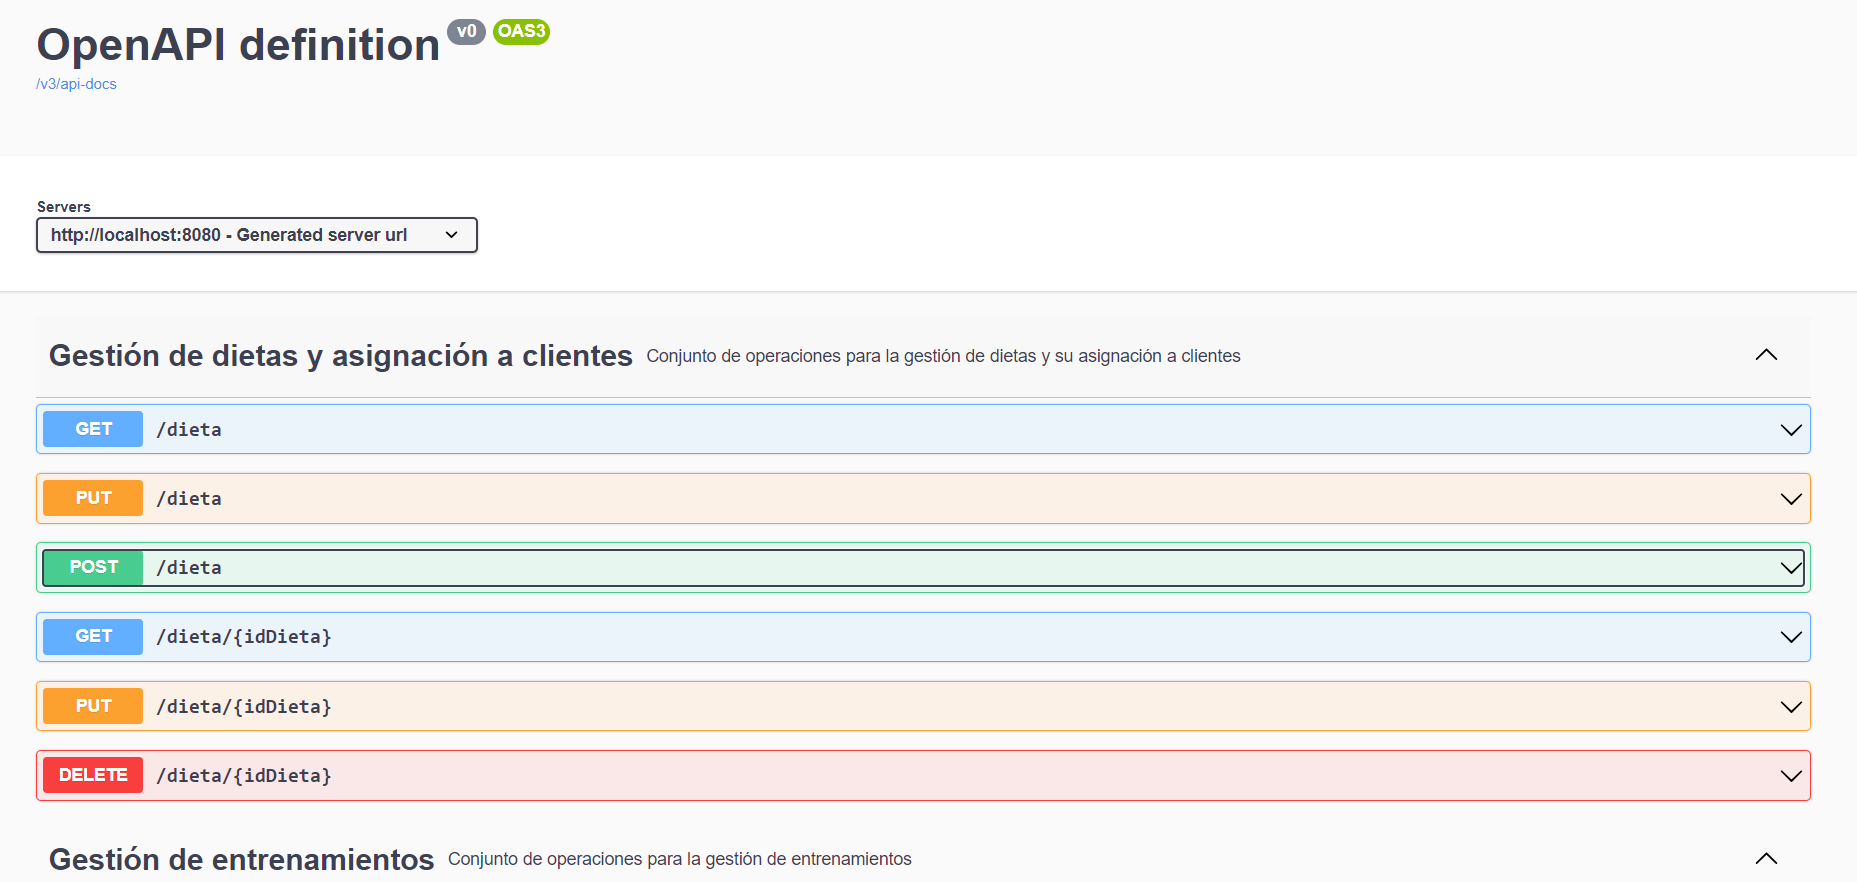 OpenAPI definition v0 OAS3
/v3/api-docs
Servers
http://localhost:8080 - Generated server url
Gestión de dietas y asignación a clientes Conjunto de operaciones para la gestión de dietas y su asignación a clientes
GET /dieta
PUT /dieta
POST /dieta
GET /dieta/{idDieta}
PUT /dieta/{idDieta}
DELETE /dieta/{idDieta}
Gestión de entrenamientos Conjunto de operaciones para la gestión de entrenamientos